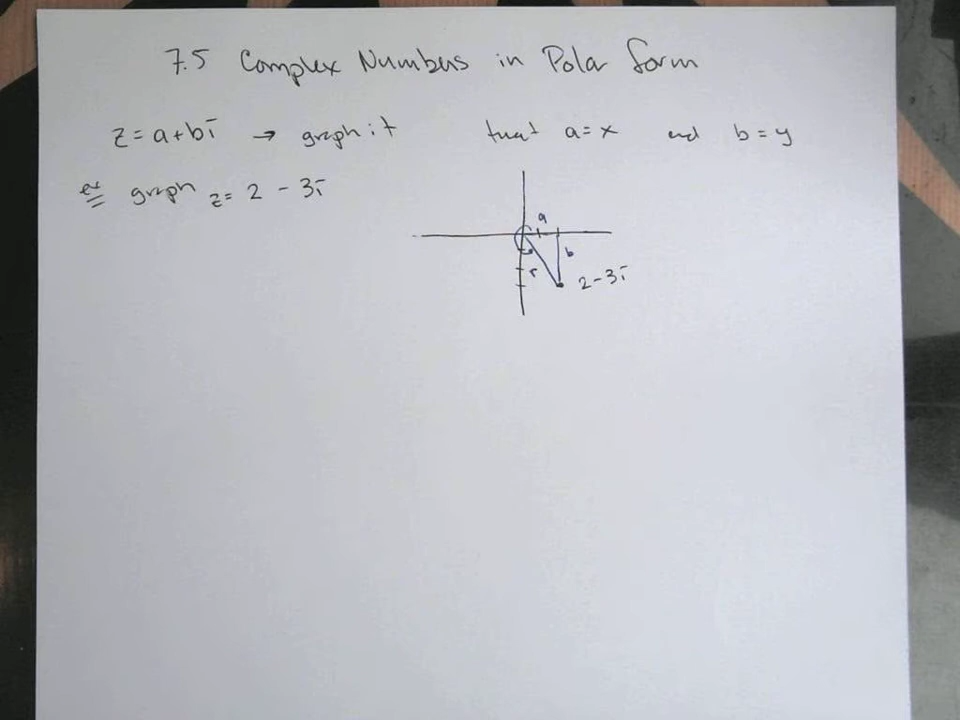 7.5 Complex Numbers in Polar Form
z = a + bi → graph it treat a = x and b = y
ex graph z = 2 - 3i
a
b
r
2 - 3i